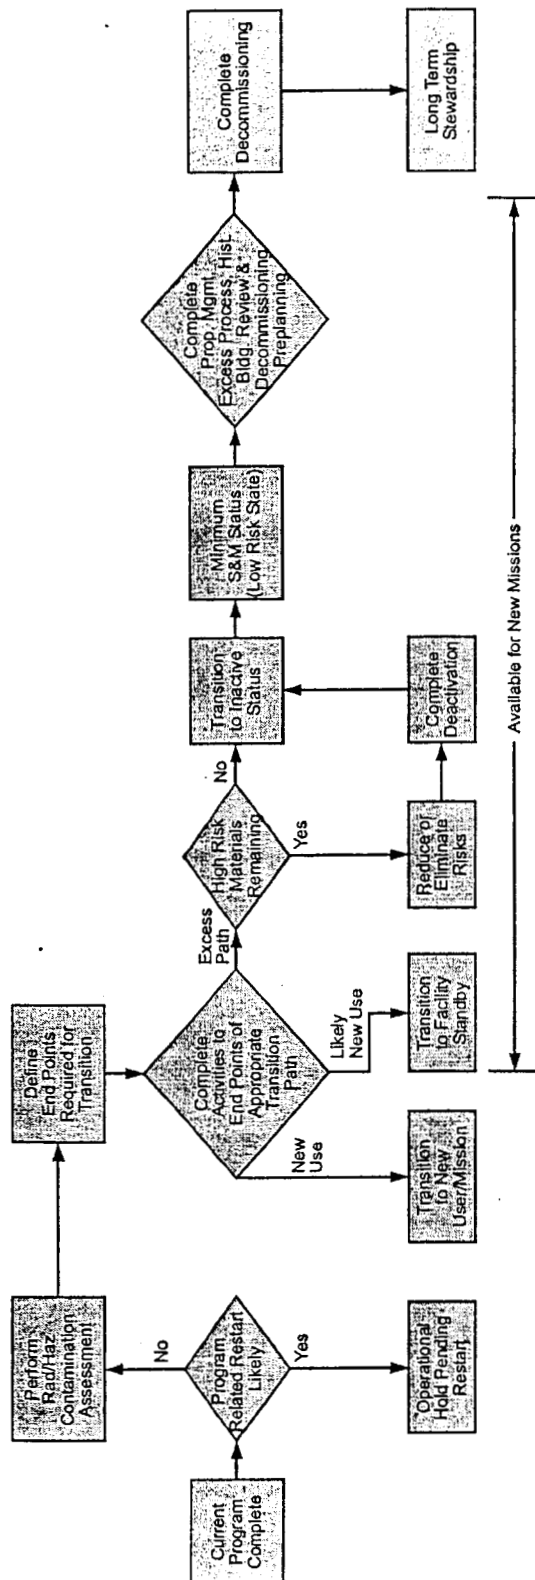 Current
Program
Complete
Program
Related Restart
Likely
No
Yes
Perform
Rad/Haz
Contamination
Assessment
Operational
Hold Pending
Restart
Define
End Points
Required for
Transition
Complete
Activities to
End Points of
Appropriate
Transition
Path
New
Use
Likely
New Use
Excess
Path
Transition
to New
User/Mission
Transition
to Facility
Standby
High Risk
Materials
Remaining
No
Yes
Reduce or
Eliminate
Risks
Complete
Deactivation
Transition
to Inactive
Status
Minimum
S&M Status
(Low Risk State)
Complete
Prop. Mgmt,
Excess Process, Hist.
Bldg. Review &
Decommissioning
Preplanning
Complete
Decommissioning
Long Term
Stewardship
Available for New Missions